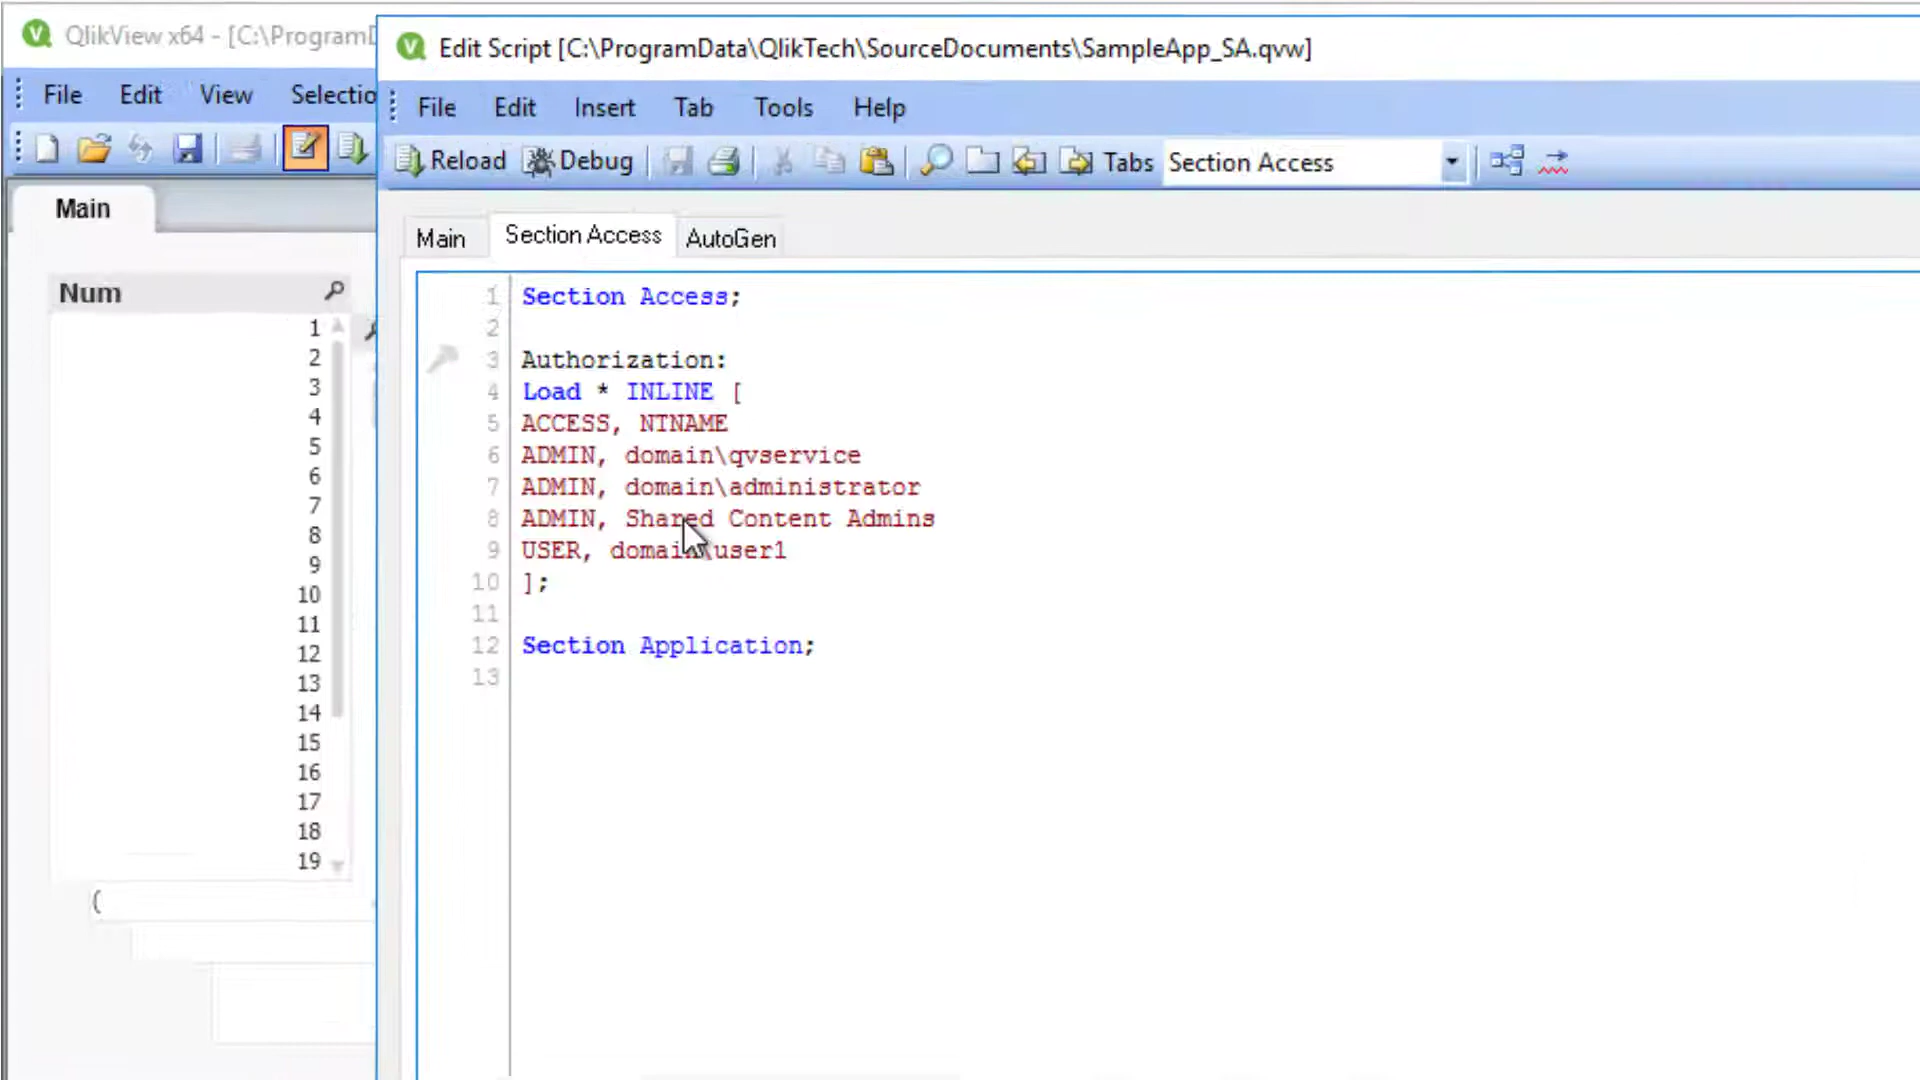 QlikView x64 - [C:\ProgramD
File Edit View Selectio
Main
Num
1
2
3
4
5
6
7
8
9
10
11
12
13
14
15
16
17
18
19
(
Edit Script [C:\ProgramData\QlikTech\SourceDocuments\SampleApp_SA.qvw]
File Edit Insert Tab Tools Help
Reload Debug Tabs Section Access
Main Section Access AutoGen
1 Section Access;
2
3 Authorization:
4 Load * INLINE [
5 ACCESS, NTNAME
6 ADMIN, domain\qvservice
7 ADMIN, domain\administrator
8 ADMIN, Shared Content Admins
9 USER, domain\user1
10 ];
11
12 Section Application;
13